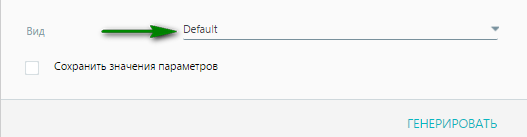 Вид
Default
Сохранить значения параметров
ГЕНЕРИРОВАТЬ